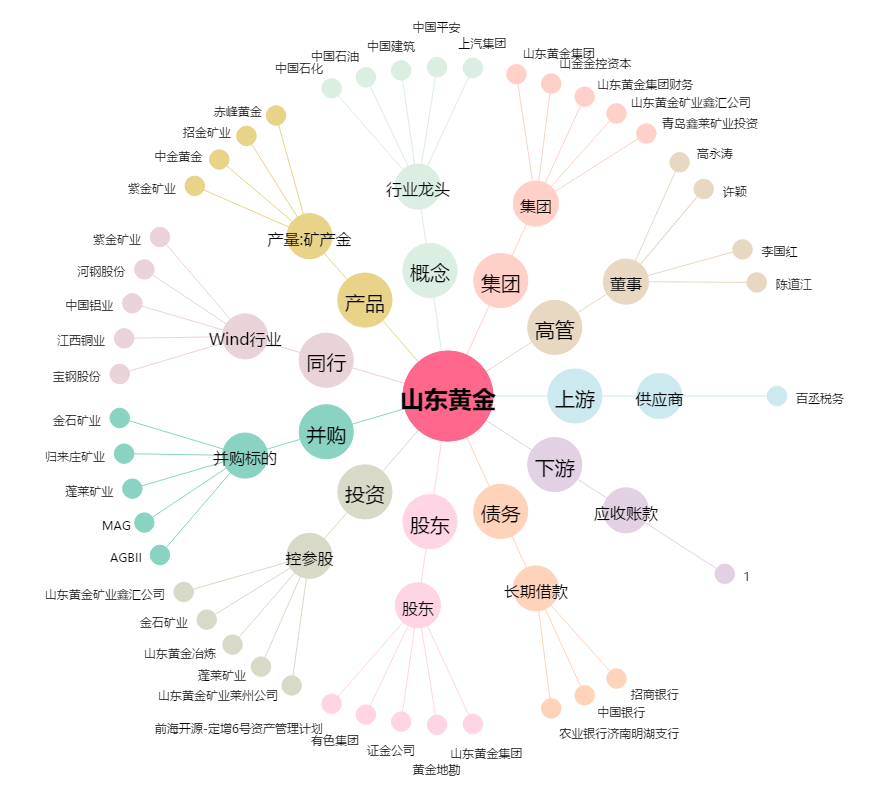 中国平安
上汽集团
中国建筑
中国石油
中国石化
行业龙头
概念
山东黄金集团
山金金控资本
山东黄金集团财务
山东黄金矿业鑫汇公司
青岛鑫莱矿业投资
集团
集团
高永涛
许颖
李国红
陈道江
董事
高管
上游
供应商
百丞税务
下游
应收账款
1
债务
长期借款
招商银行
中国银行
农业银行济南明湖支行
股东
股东
山东黄金集团
黄金地勘
证金公司
有色集团
前海开源-定增6号资产管理计划
投资
控参股
山东黄金矿业莱州公司
蓬莱矿业
山东黄金冶炼
金石矿业
山东黄金矿业鑫汇公司
并购
并购标的
AGBII
MAG
蓬莱矿业
归来庄矿业
金石矿业
同行
Wind行业
宝钢股份
江西铜业
中国铝业
河钢股份
紫金矿业
产品
产量:矿产金
紫金矿业
中金黄金
招金矿业
赤峰黄金
山东黄金